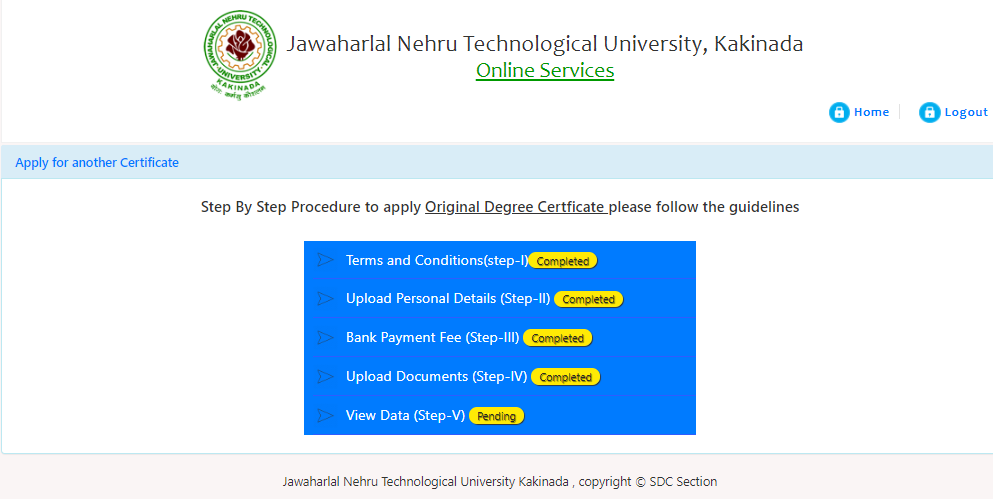 JAWAHARLAL NEHRU TECHNOLOGICAL UNIVERSITY
KAKINADA
Jawaharlal Nehru Technological University, Kakinada
Online Services
Home
Logout
Apply for another Certificate
Step By Step Procedure to apply Original Degree Certficate please follow the guidelines
Terms and Conditions(step-I) Completed
Upload Personal Details (Step-II) Completed
Bank Payment Fee (Step-III) Completed
Upload Documents (Step-IV) Completed
View Data (Step-V) Pending
Jawaharlal Nehru Technological University Kakinada , copyright © SDC Section